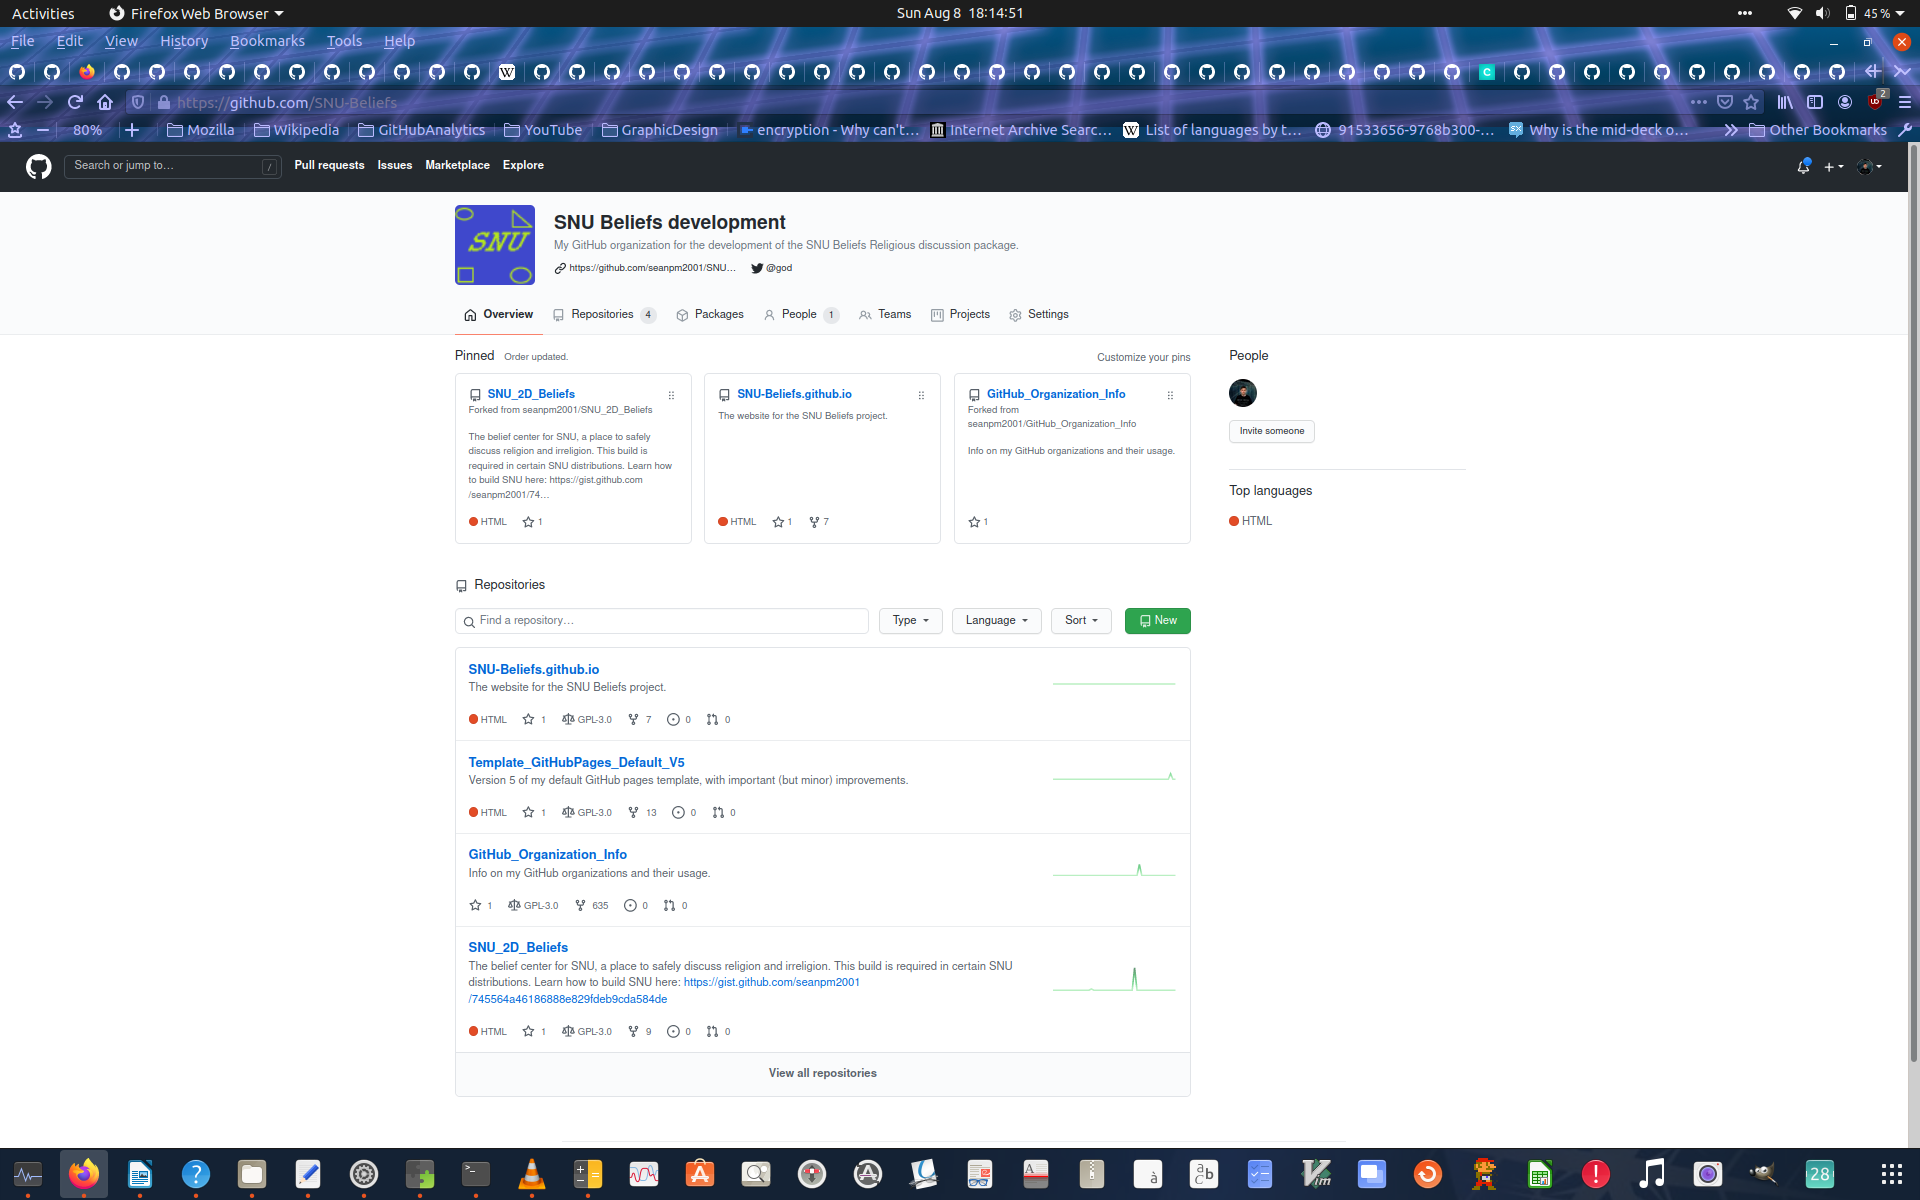 Activities
Firefox Web Browser
Sun Aug 8 18:14:51
45 %
File Edit View History Bookmarks Tools Help
https://github.com/SNU-Beliefs
2
80%
Mozilla
Wikipedia
GitHubAnalytics
YouTube
GraphicDesign
encryption - Why can't…
Internet Archive Searc…
List of languages by t…
91533656-9768b300-…
Why is the mid-deck o…
Other Bookmarks
Search or jump to…
/
Pull requests
Issues
Marketplace
Explore
SNU
SNU Beliefs development
My GitHub organization for the development of the SNU Beliefs Religious discussion package.
https://github.com/seanpm2001/SNU…
@god
Overview
Repositories 4
Packages
People 1
Teams
Projects
Settings
Pinned
Order updated.
Customize your pins
SNU_2D_Beliefs
Forked from seanpm2001/SNU_2D_Beliefs
The belief center for SNU, a place to safely
discuss religion and irreligion. This build is
required in certain SNU distributions. Learn how
to build SNU here: https://gist.github.com
/seanpm2001/74…
HTML 1
SNU-Beliefs.github.io
The website for the SNU Beliefs project.
HTML 1 7
GitHub_Organization_Info
Forked from
seanpm2001/GitHub_Organization_Info
Info on my GitHub organizations and their usage.
1
People
Invite someone
Top languages
HTML
Repositories
Find a repository…
Type
Language
Sort
New
SNU-Beliefs.github.io
The website for the SNU Beliefs project.
HTML 1 GPL-3.0 7 0 0
Template_GitHubPages_Default_V5
Version 5 of my default GitHub pages template, with important (but minor) improvements.
HTML 1 GPL-3.0 13 0 0
GitHub_Organization_Info
Info on my GitHub organizations and their usage.
1 GPL-3.0 635 0 0
SNU_2D_Beliefs
The belief center for SNU, a place to safely discuss religion and irreligion. This build is required in certain SNU
distributions. Learn how to build SNU here: https://gist.github.com/seanpm2001
/745564a46186888e829fdeb9cda584de
HTML 1 GPL-3.0 9 0 0
View all repositories
28